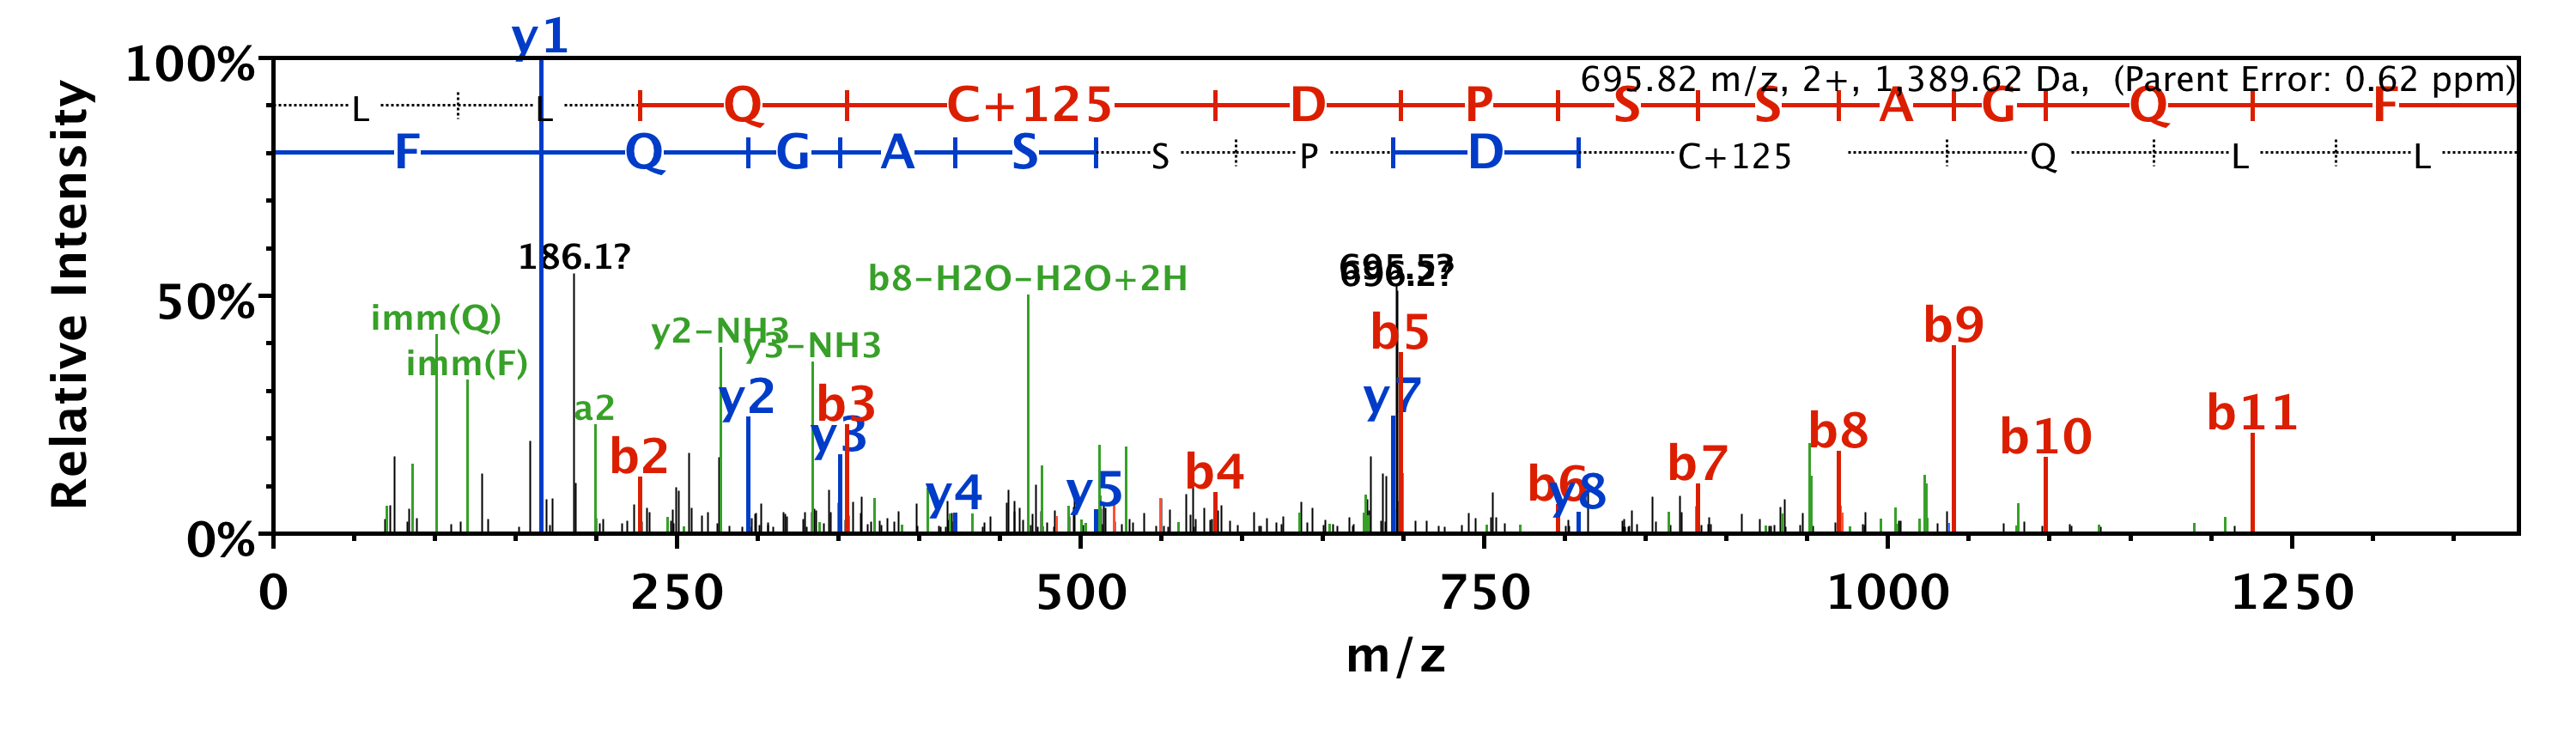 y1
100%
695.82 m/z, 2+, 1,389.62 Da, (Parent Error: 0.62 ppm)
L L Q C+125 D P S S A G Q F
F Q G A S S P D C+125 Q L L
186.1?
695.5?
696.2?
b8-H2O-H2O+2H
50%
imm(Q)
y2-NH3
y3-NH3
b5
b9
imm(F)
a2
y2
b3
y7
b11
y3
b2
b8
b10
b4
b7
y4
y5
b6
y8
0%
0 250 500 750 1000 1250
m/z
Relative Intensity